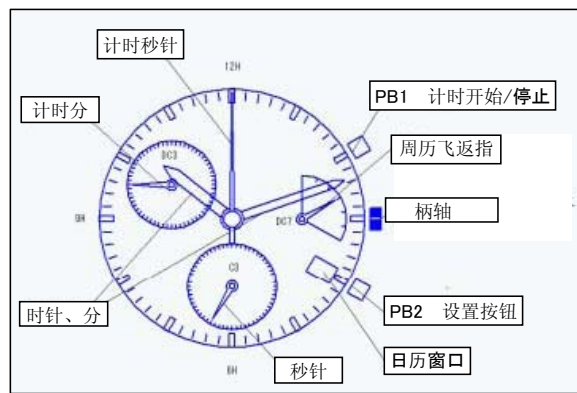 计时秒针
12H
计时分
PB1 计时开始/停止
DC3
周历飞返指
9H
DC7
柄轴
C3
时针、分
PB2 设置按钮
秒针
6H
日历窗口